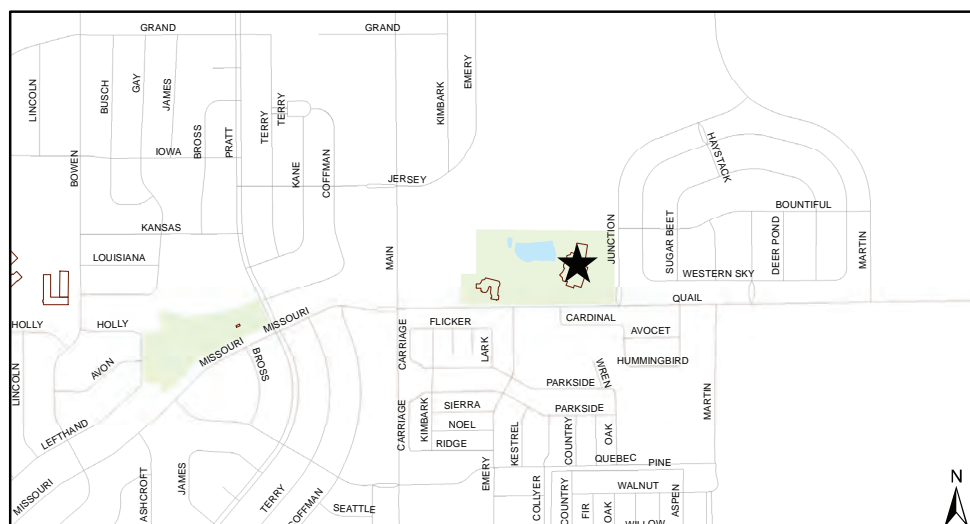 GRAND
GRAND
EMERY
LINCOLN
BUSCH
GAY
JAMES
KIMBARK
TERRY
TERRY
BROSS
PRATT
HAYSTACK
IOWA
BOWEN
KANE
COFFMAN
JERSEY
BOUNTIFUL
KANSAS
JUNCTION
SUGAR BEET
DEER POND
MARTIN
MAIN
LOUISIANA
WESTERN SKY
QUAIL
HOLLY
HOLLY
MISSOURI
FLICKER
CARDINAL
AVOCET
CARRIAGE
LARK
MISSOURI
BROSS
AVON
HUMMINGBIRD
WREN
LINCOLN
PARKSIDE
MARTIN
PARKSIDE
KIMBARK
SIERRA
CARRIAGE
NOEL
KESTREL
COUNTRY
OAK
LEFTHAND
RIDGE
QUEBEC
PINE
EMERY
MISSOURI
ASHCROFT
JAMES
TERRY
COFFMAN
SEATTLE
COLLYER
COUNTRY
WALNUT
FIR
OAK
ASPEN
WILLOW
N